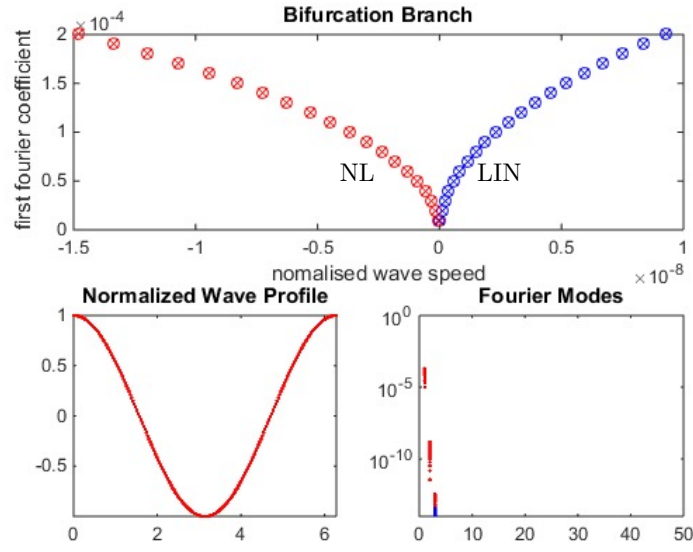 Bifurcation Branch
×10^-4
2
1.5
1
0.5
0
first fourier coefficient
NL
LIN
-1.5 -1 -0.5 0 0.5 1
nomalised wave speed
×10^-8
Normalized Wave Profile
1
0.5
0
-0.5
0 2 4 6
Fourier Modes
10^0
10^-5
10^-10
0 10 20 30 40 50